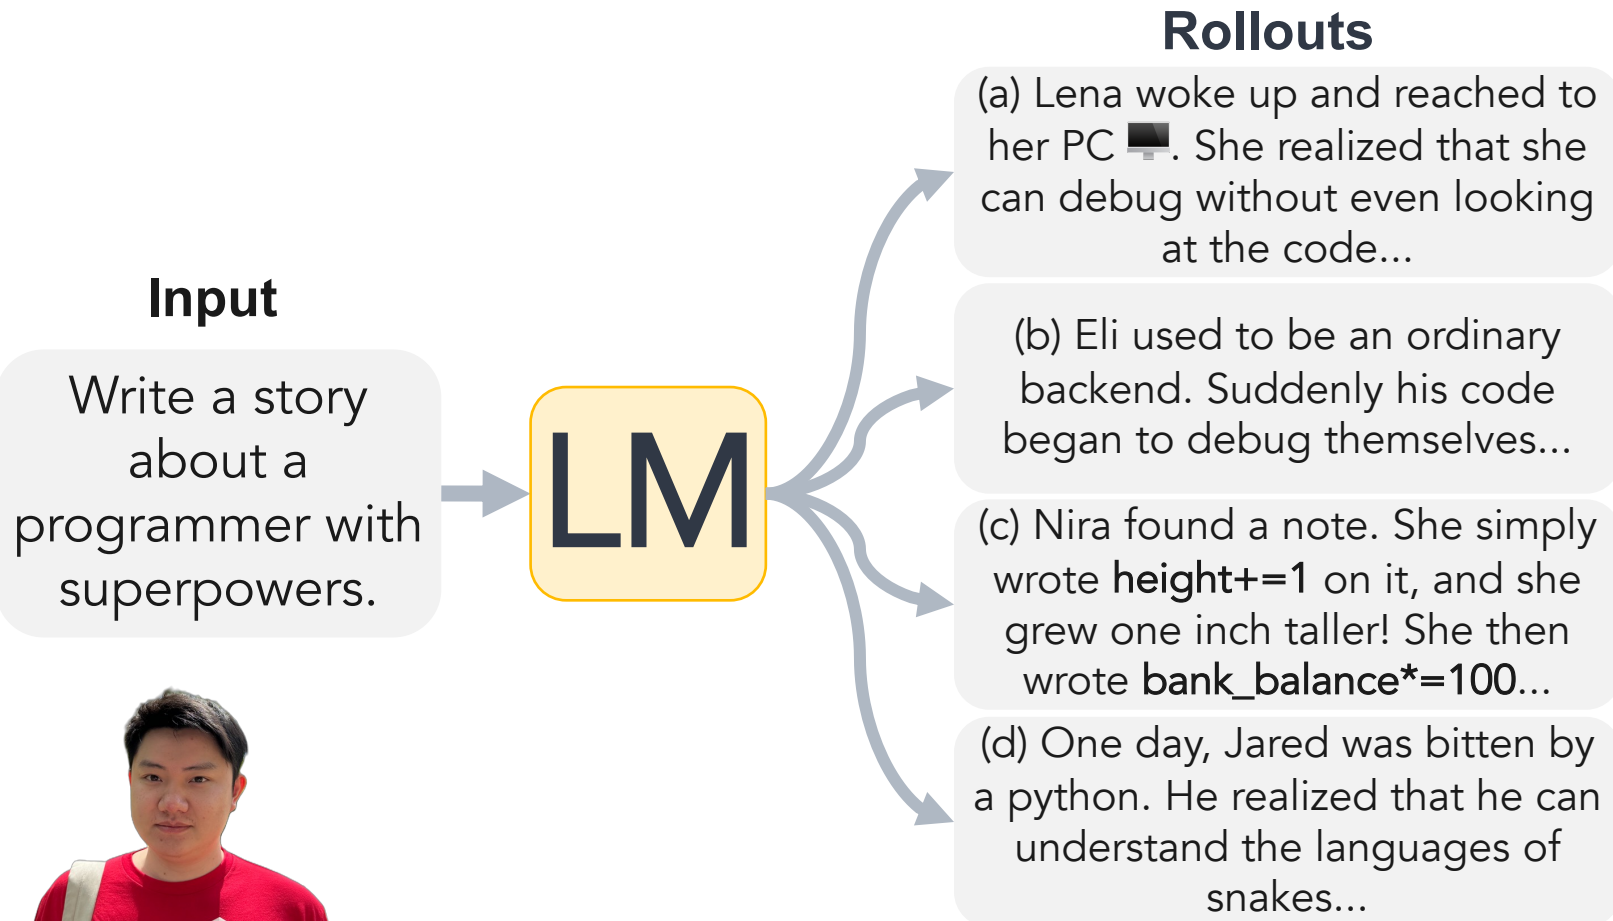 Rollouts
(a) Lena woke up and reached to
her PC 🖥️. She realized that she
can debug without even looking
at the code...
Input
Write a story
about a
programmer with
superpowers.
LM
(b) Eli used to be an ordinary
backend. Suddenly his code
began to debug themselves...
(c) Nira found a note. She simply
wrote height+=1 on it, and she
grew one inch taller! She then
wrote bank_balance*=100...
(d) One day, Jared was bitten by
a python. He realized that he can
understand the languages of
snakes...